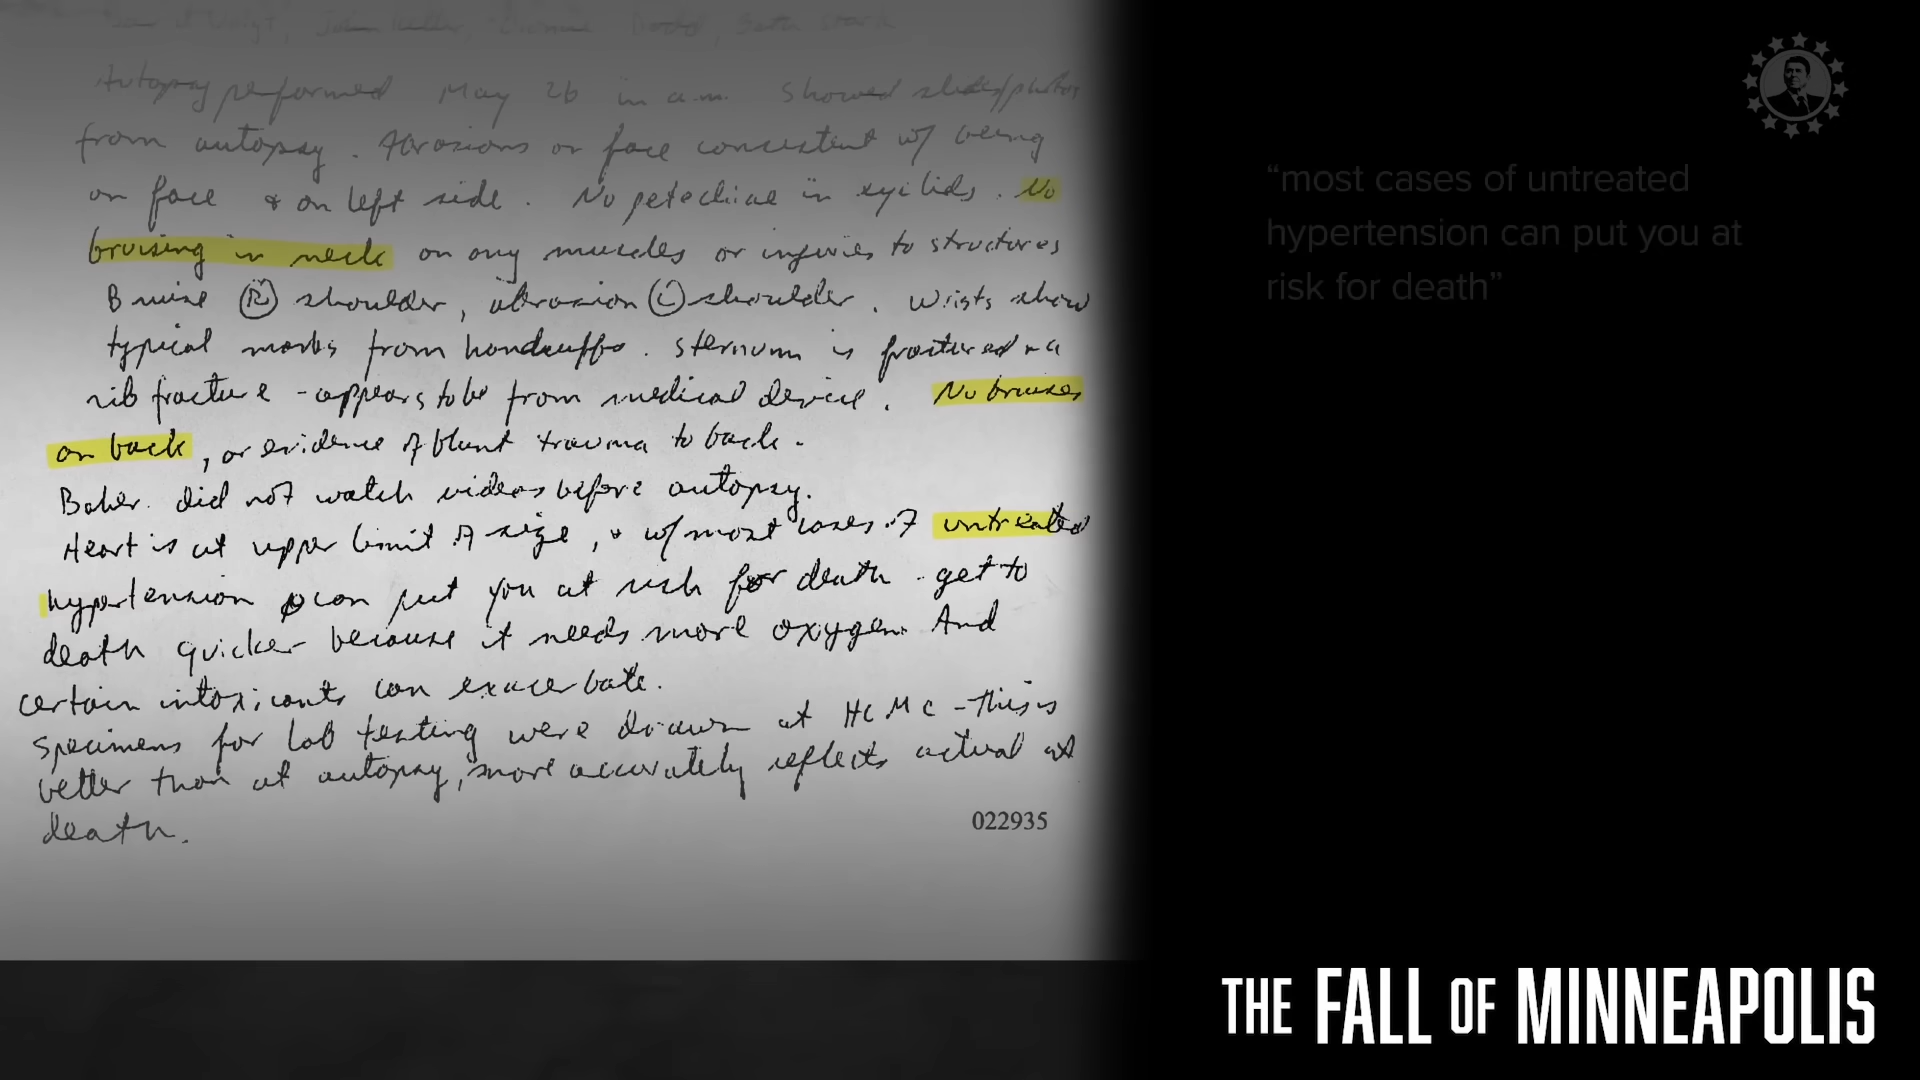 Autopsy performed May 26 in a.m. Showed slides/photos
from autopsy. Abrasions on face consistent w/ being
on face & on left side. No petechiae in eyelids. No
bruising in neck on any muscles or injuries to structures
Bruise Ⓡ shoulder, abrasion Ⓛ shoulder. Wrists show
typical marks from handcuffs. Sternum is fractured
rib fracture - appears to be from medical device. No bruises
on back, or evidence of blunt trauma to back.
Baker did not watch videos before autopsy.
Heart is at upper limit of size, & w/ most cases of untreated
hypertension can put you at risk for death get to
death quicker because it needs more oxygen. And
certain intoxicants can exacerbate.
Specimens for lab testing were drawn at HCMC - This is
better than at autopsy, more accurately reflects actual at
death.
022935
“most cases of untreated
hypertension can put you at
risk for death”
THE FALL OF MINNEAPOLIS